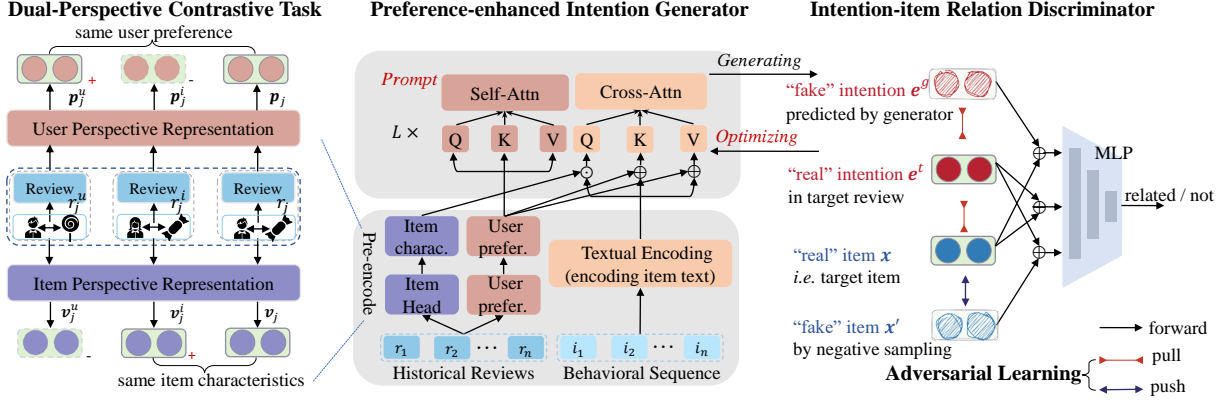 Dual-Perspective Contrastive Task
same user preference
+
-
p_j^u
p_j^i
p_j
User Perspective Representation
Review
r_j^u
Review
r_j^i
Review
r_j
Item Perspective Representation
v_j^u
v_j^i
v_j
-
+
same item characteristics
Preference-enhanced Intention Generator
Prompt
Self-Attn
Cross-Attn
L ×
Q
K
V
Q
K
V
Pre-encode
Item
charac.
User
prefer.
Item
Head
User
prefer.
Textual Encoding
(encoding item text)
r_1
r_2
···
r_n
i_1
i_2
···
i_n
Historical Reviews
Behavioral Sequence
Generating
Optimizing
Intention-item Relation Discriminator
“fake” intention e^g
predicted by generator
“real” intention e^t
in target review
“real” item x
i.e. target item
“fake” item x′
by negative sampling
MLP
related / not
forward
Adversarial Learning
pull
push